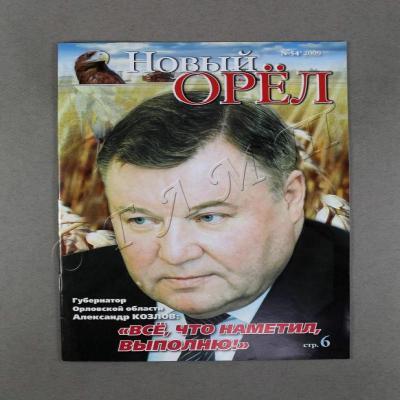 Новый
ОРЁЛ
Губернатор
Орловской области
Александр КОЗЛОВ:
«ВСЁ, ЧТО НАМЕТИЛ,
ВЫПОЛНЮ!»
стр. 6